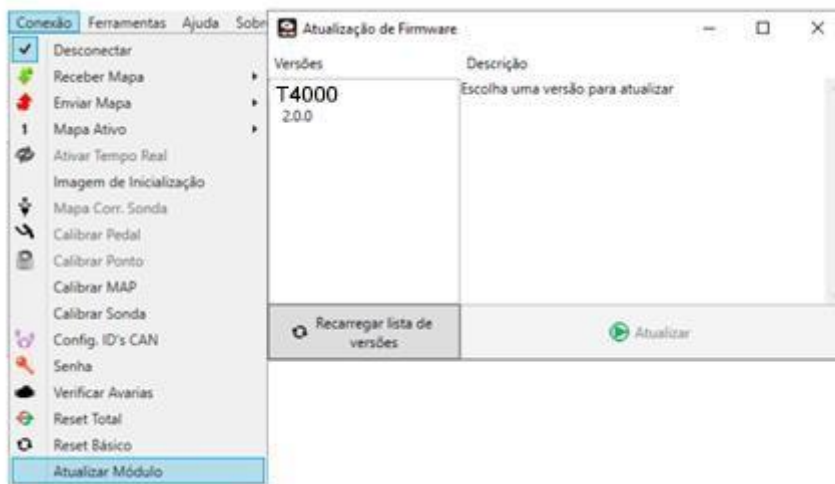 Conexão Ferramentas Ajuda Sobr
Desconectar
Receber Mapa
Enviar Mapa
1 Mapa Ativo
Ativar Tempo Real
Imagem de Inicialização
Mapa Corr. Sonda
Calibrar Pedal
Calibrar Ponto
Calibrar MAP
Calibrar Sonda
Config. ID's CAN
Senha
Verificar Avarias
Reset Total
Reset Básico
Atualizar Módulo
Atualização de Firmware
Versões
T4000
2.0.0
Descrição
Escolha uma versão para atualizar
Recarregar lista de
versões
Atualizar